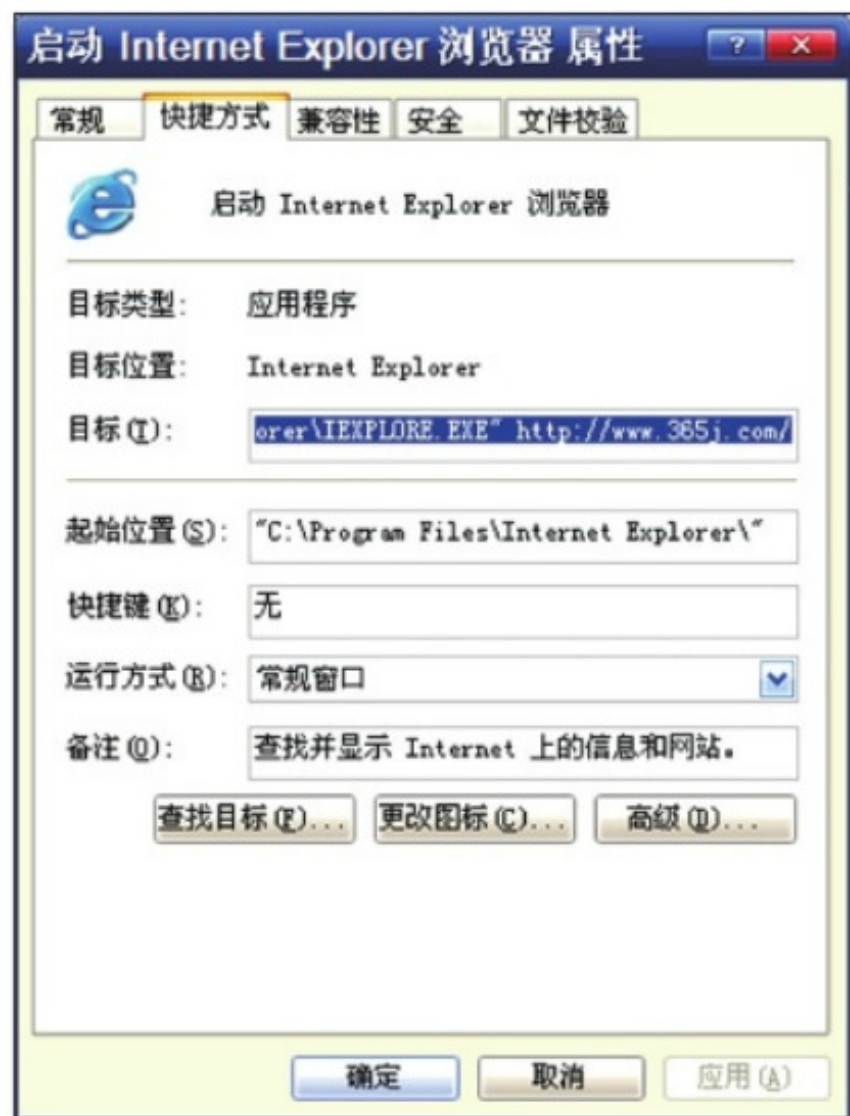 启动 Internet Explorer 浏览器 属性
常规 快捷方式 兼容性 安全 文件校验
启动 Internet Explorer 浏览器
目标类型: 应用程序
目标位置: Internet Explorer
目标(T): orer\IEXPLORE.EXE" http://www.365j.com/
起始位置(S): "C:\Program Files\Internet Explorer\"
快捷键(K): 无
运行方式(R): 常规窗口
备注(O): 查找并显示 Internet 上的信息和网站。
查找目标(F)... 更改图标(C)... 高级(D)...
确定 取消 应用(A)